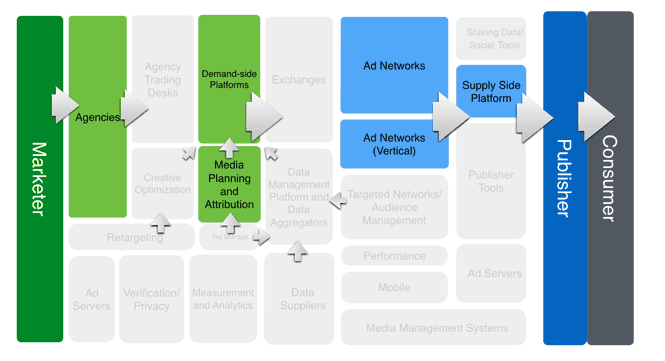 Marketer
Agencies
Agency
Trading
Desks
Demand-side
Platforms
Exchanges
Ad Networks
Sharing Data/
Social Tools
Supply Side
Platform
Ad Networks
(Vertical)
Creative
Optimization
Media
Planning
and
Attribution
Data
Management
Platform and
Data
Aggregators
Targeted Networks/
Audience
Management
Publisher
Tools
Retargeting
Tag Manage
Performance
Mobile
Ad Servers
Ad
Servers
Verification/
Privacy
Measurement
and Analytics
Data
Suppliers
Media Management Systems
Publisher
Consumer